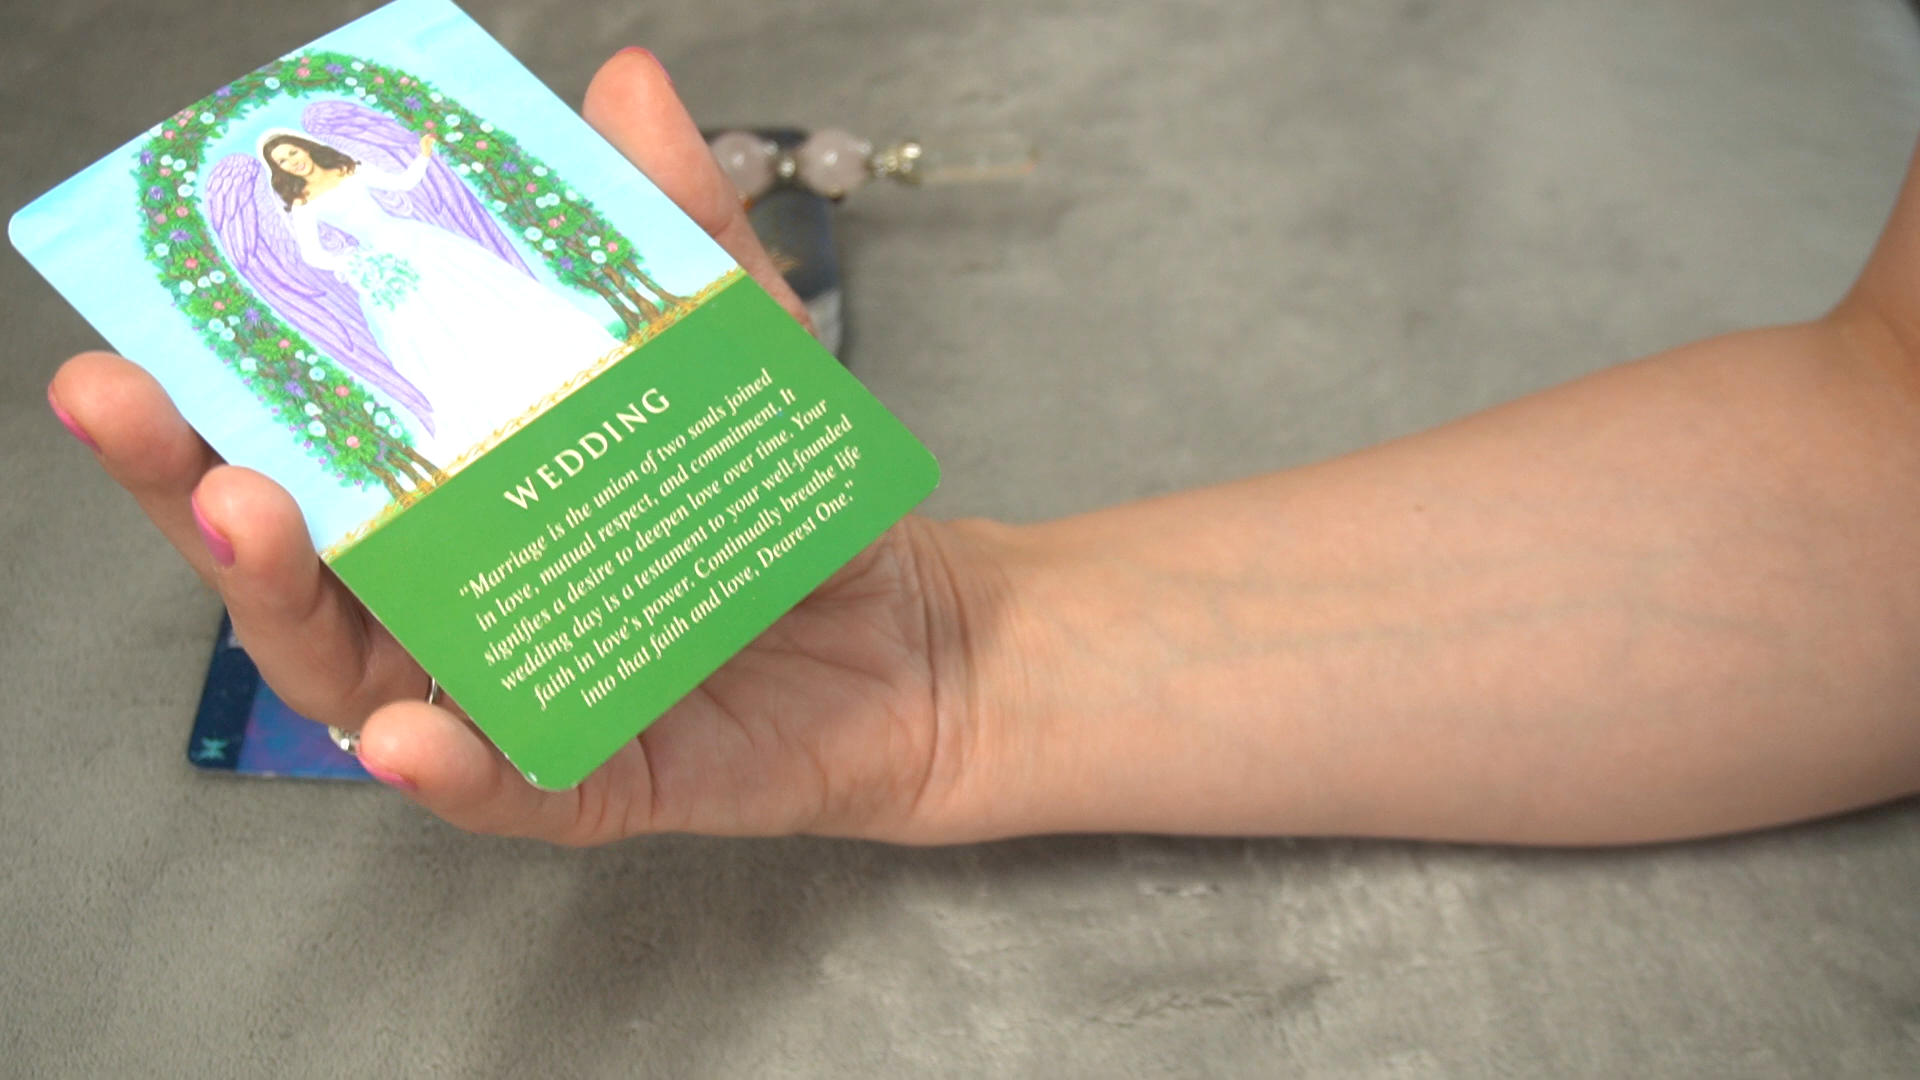 WEDDING
“Marriage is the union of two souls joined
in love, mutual respect, and commitment. It
signifies a desire to deepen love over time. Your
wedding day is a testament to your well-founded
faith in love's power. Continually breathe life
into that faith and love, Dearest One.”